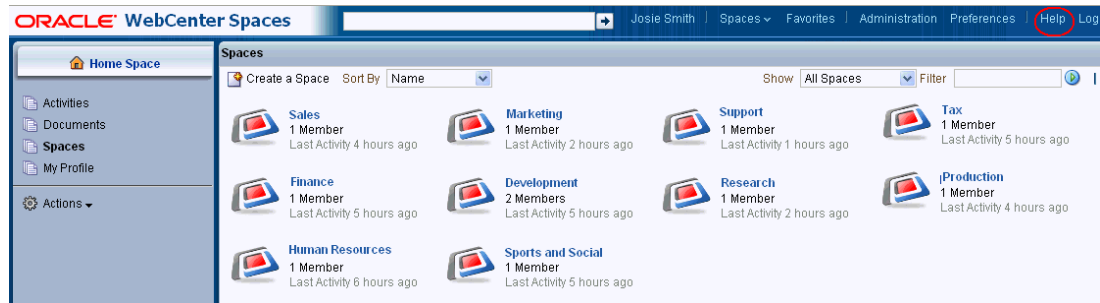 ORACLE WebCenter Spaces Josie Smith Spaces Favorites Administration Preferences Help Log
Home Space
Activities
Documents
Spaces
My Profile
Actions
Spaces
Create a Space Sort By Name Show All Spaces Filter
Sales
1 Member
Last Activity 4 hours ago
Marketing
1 Member
Last Activity 2 hours ago
Support
1 Member
Last Activity 1 hours ago
Tax
1 Member
Last Activity 5 hours ago
Finance
1 Member
Last Activity 5 hours ago
Development
2 Members
Last Activity 5 hours ago
Research
1 Member
Last Activity 2 hours ago
Production
1 Member
Last Activity 4 hours ago
Human Resources
1 Member
Last Activity 6 hours ago
Sports and Social
1 Member
Last Activity 5 hours ago